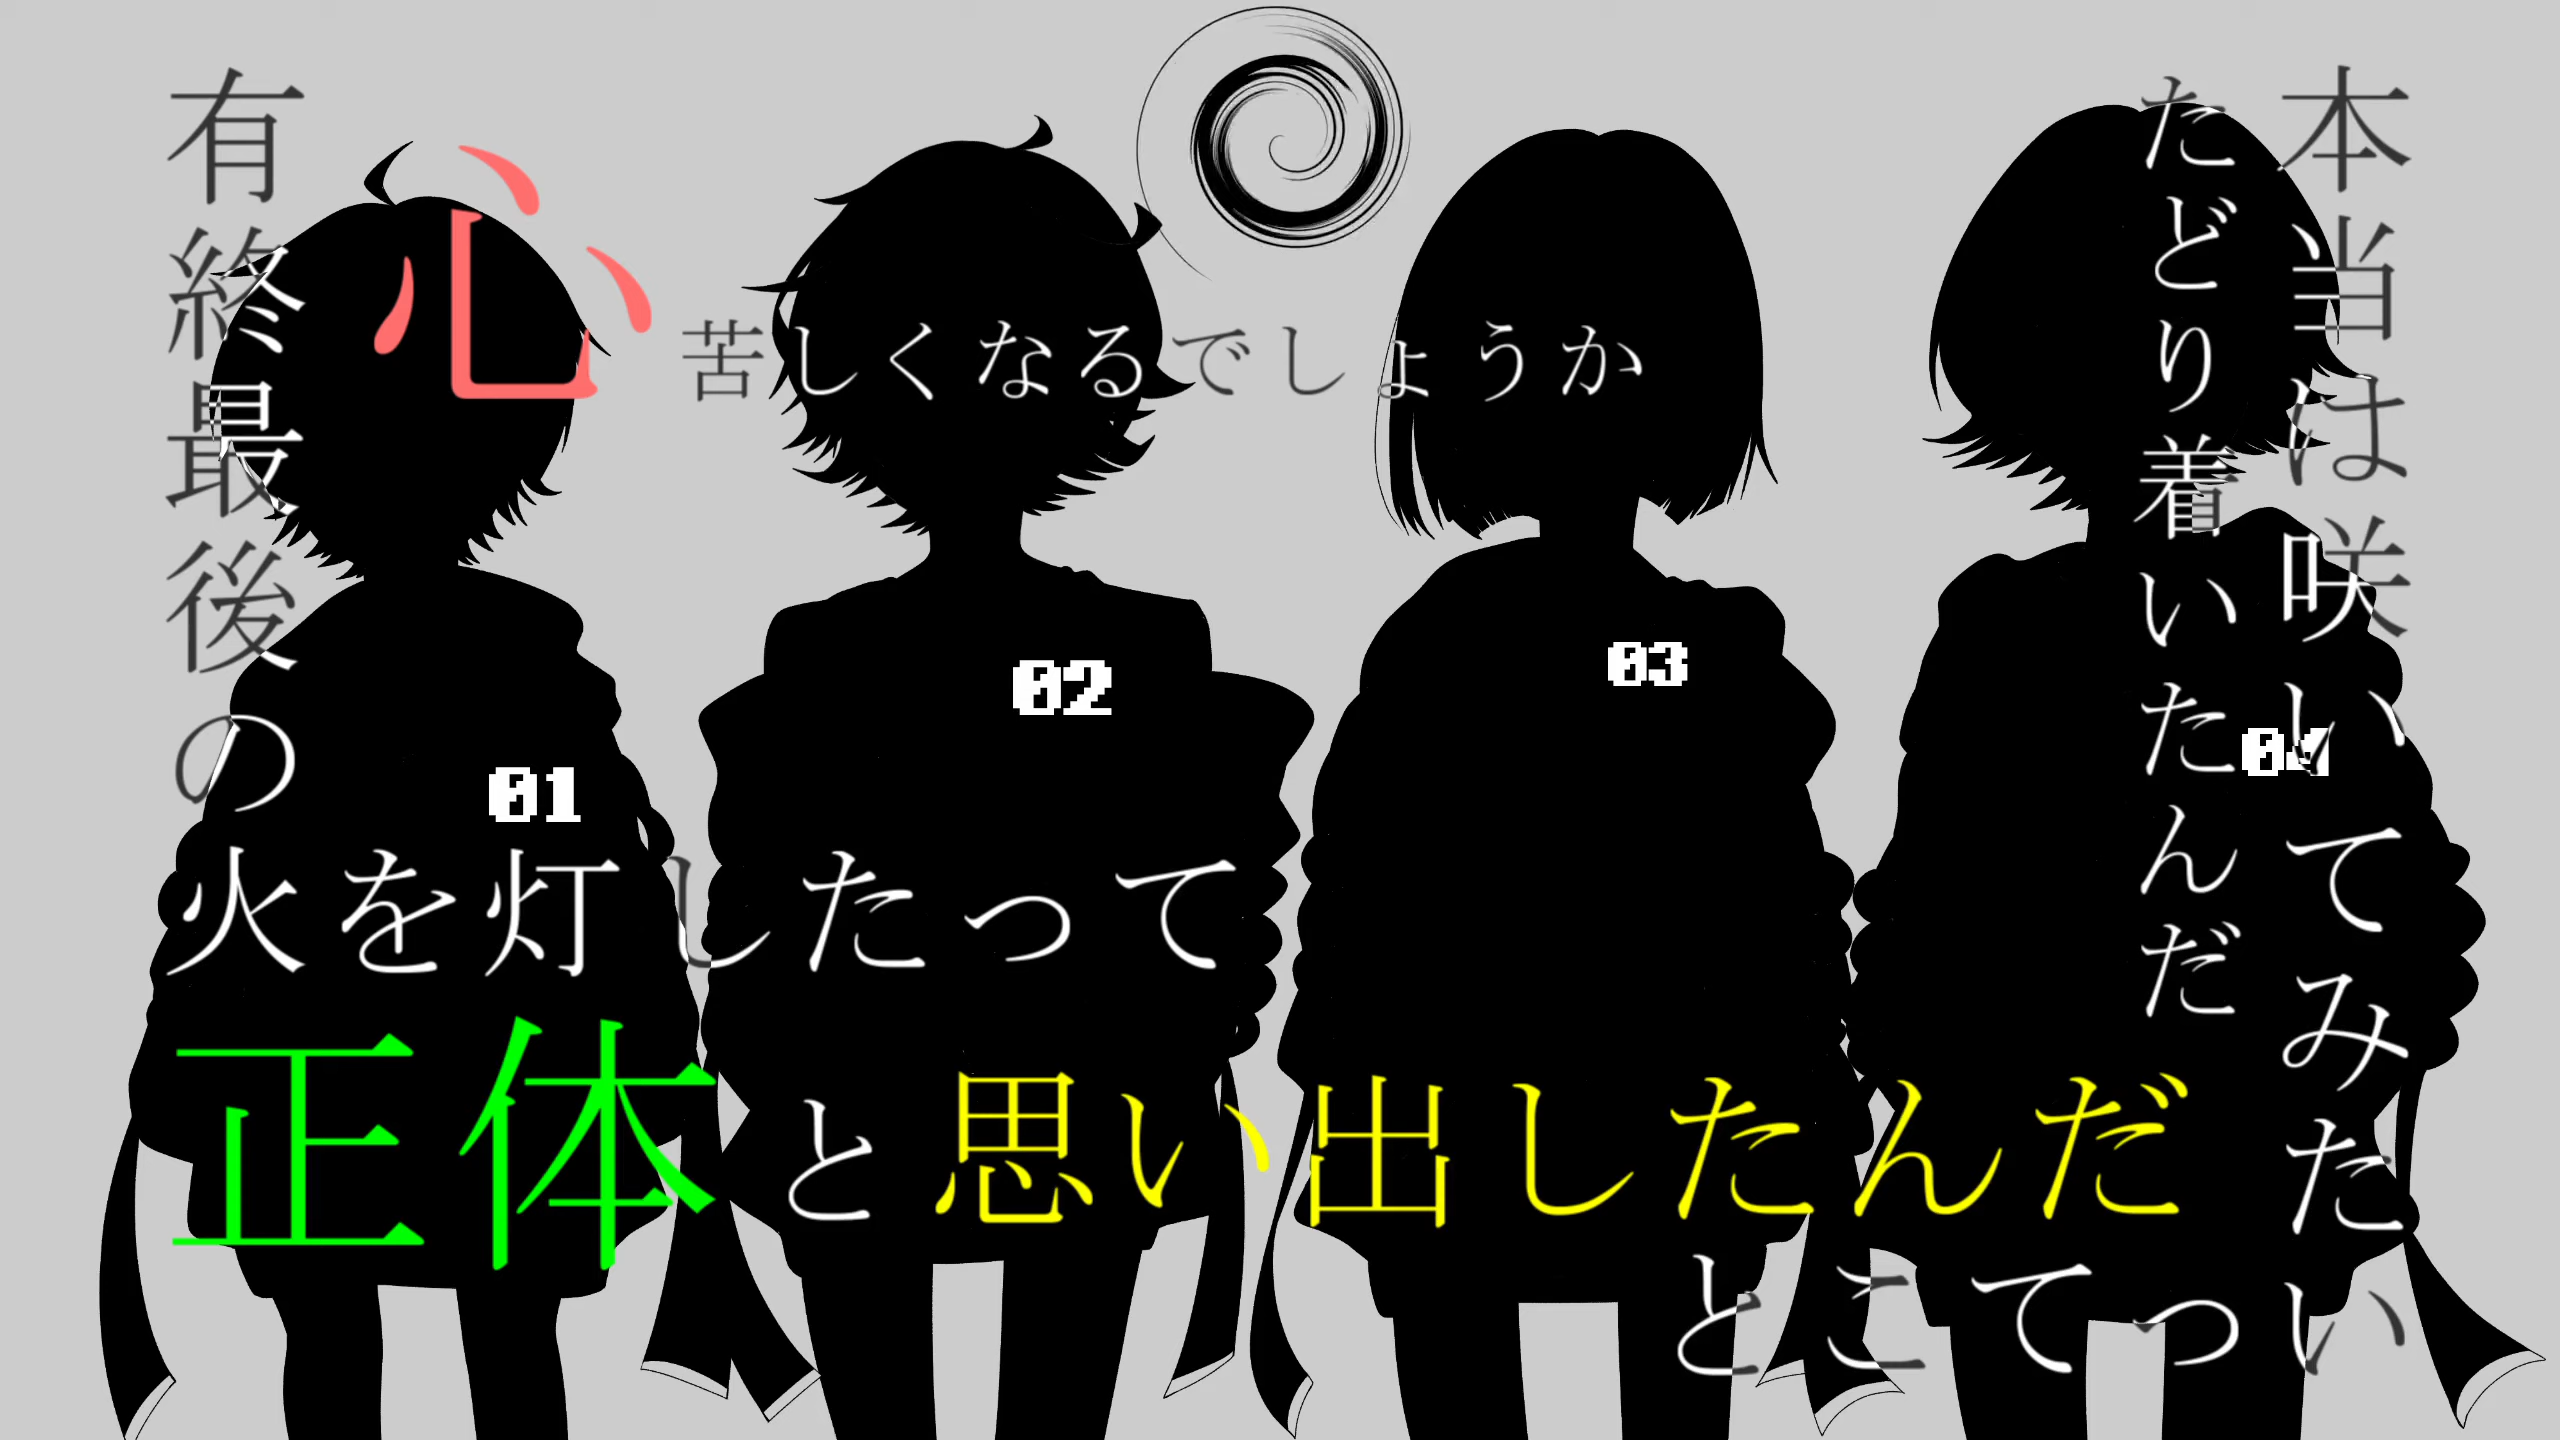 有終最後の
火を灯したって
心苦しくなるでしょうか
本当は咲いてみたい
ってこと
たどり着いたんだ
正体と思い出したんだ
01
02
03
04